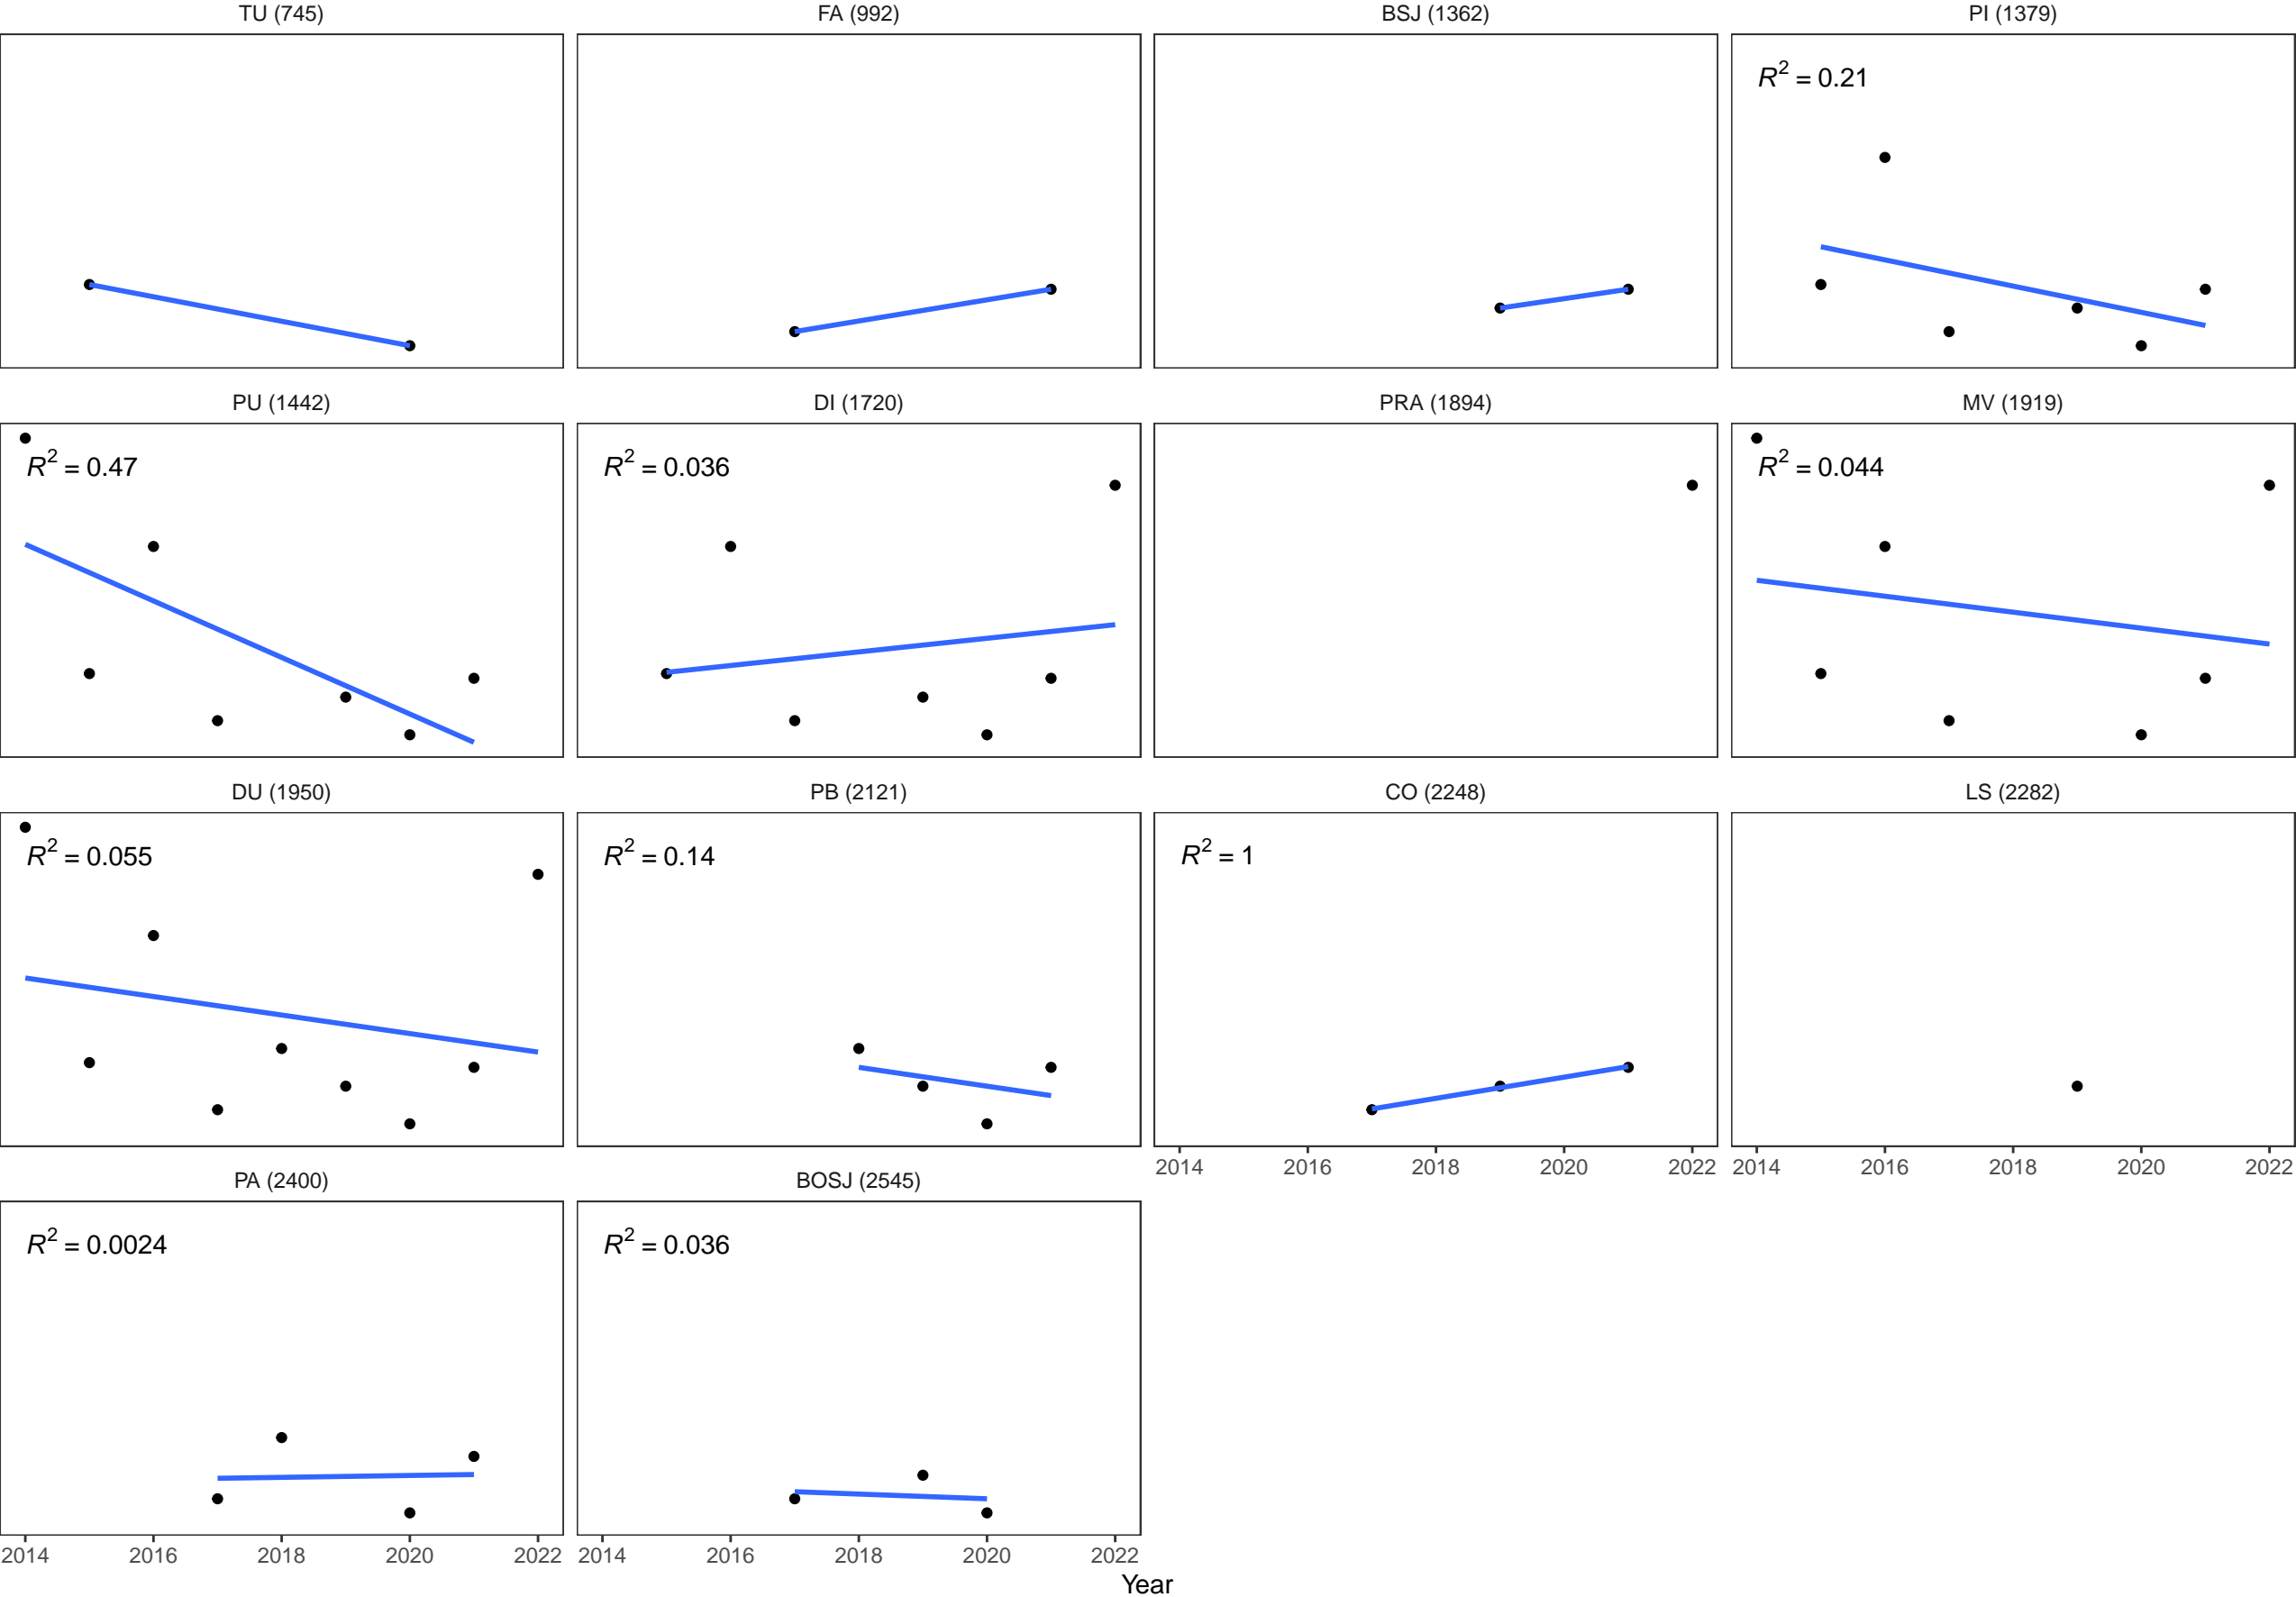 TU (745)
FA (992)
BSJ (1362)
PI (1379)
R² = 0.21
PU (1442)
DI (1720)
PRA (1894)
MV (1919)
R² = 0.47
R² = 0.036
R² = 0.044
DU (1950)
PB (2121)
CO (2248)
LS (2282)
R² = 0.055
R² = 0.14
R² = 1
2014 2016 2018 2020 2022
2014 2016 2018 2020 2022
PA (2400)
BOSJ (2545)
R² = 0.0024
R² = 0.036
2014 2016 2018 2020 2022
2014 2016 2018 2020 2022
Year